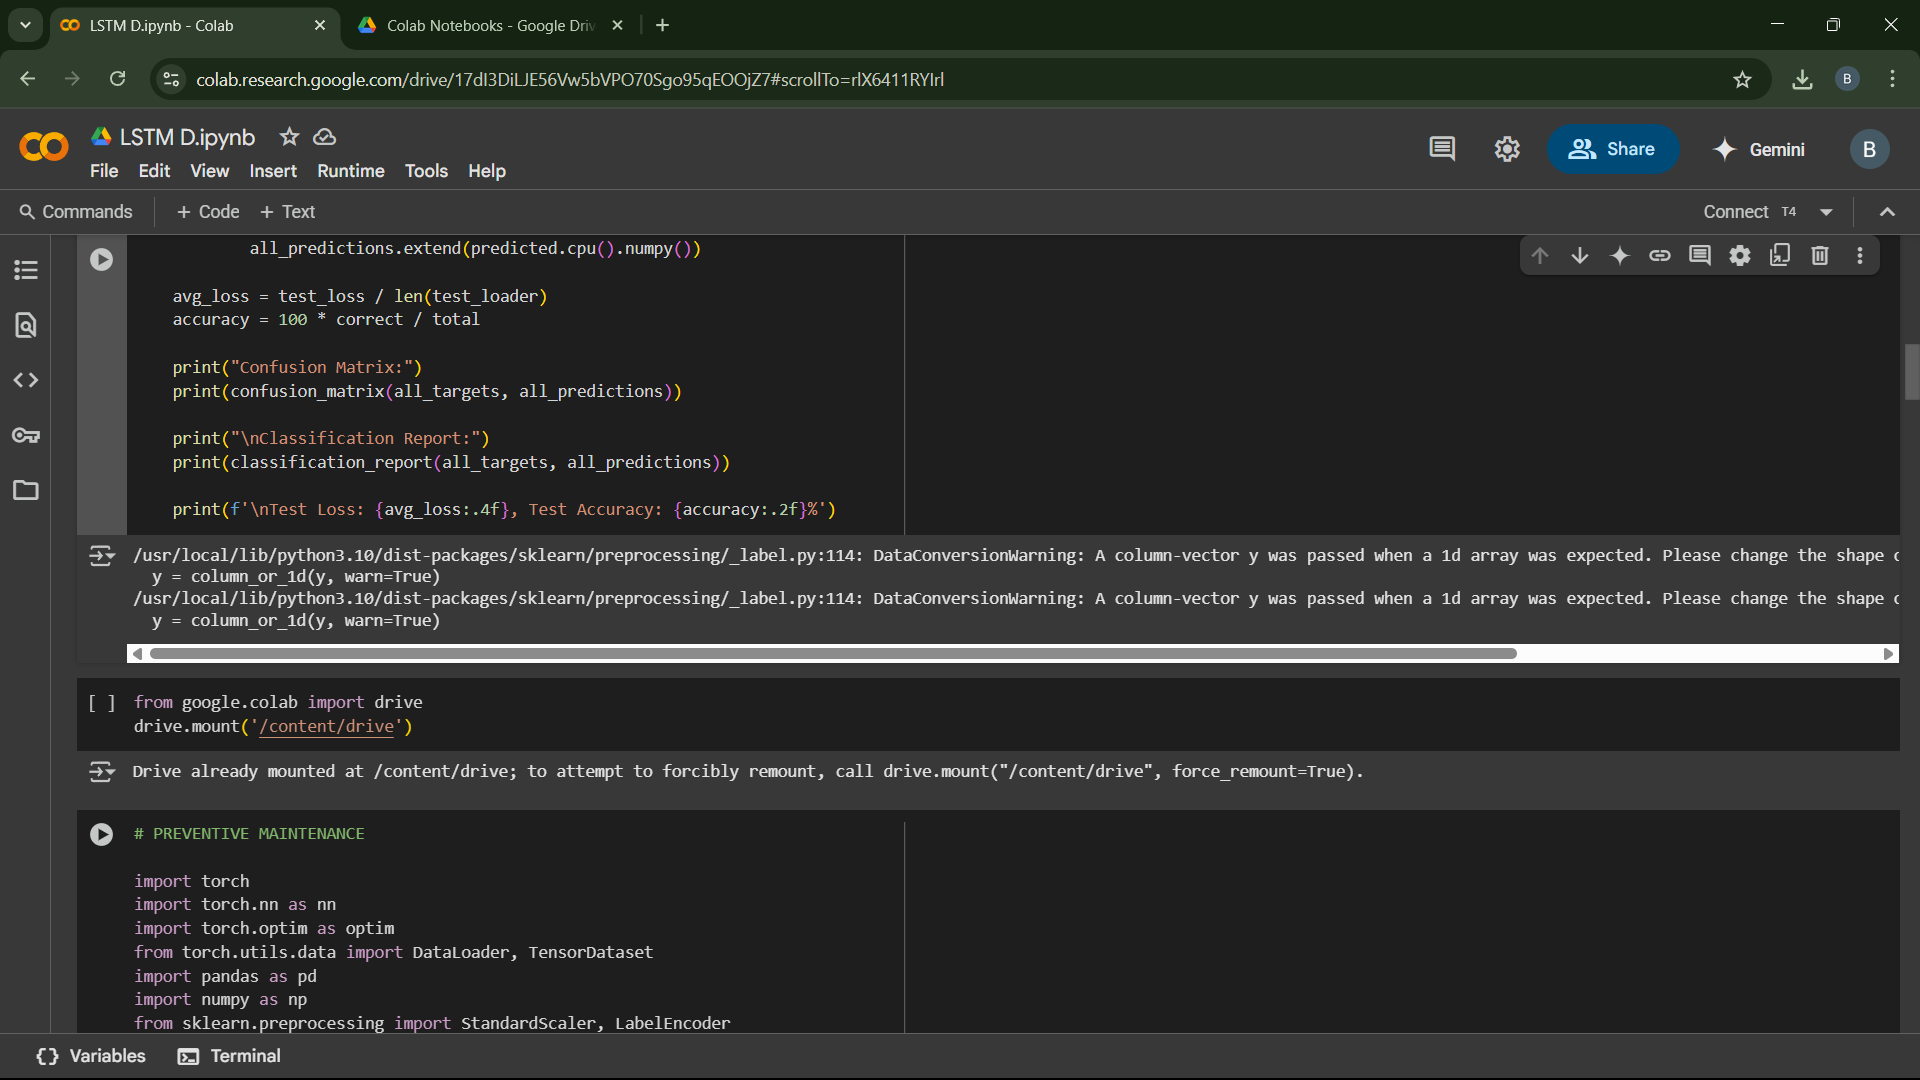 LSTM D.ipynb - Colab
Colab Notebooks - Google Driv
colab.research.google.com/drive/17dI3DiLJE56Vw5bVPO70Sgo95qEOOjZ7#scrollTo=rlX6411RYIrl
B
LSTM D.ipynb
File Edit View Insert Runtime Tools Help
Share
Gemini
B
Commands + Code + Text
Connect T4
all_predictions.extend(predicted.cpu().numpy())
avg_loss = test_loss / len(test_loader)
accuracy = 100 * correct / total
print("Confusion Matrix:")
print(confusion_matrix(all_targets, all_predictions))
print("\nClassification Report:")
print(classification_report(all_targets, all_predictions))
print(f'\nTest Loss: {avg_loss:.4f}, Test Accuracy: {accuracy:.2f}%')
/usr/local/lib/python3.10/dist-packages/sklearn/preprocessing/_label.py:114: DataConversionWarning: A column-vector y was passed when a 1d array was expected. Please change the shape
y = column_or_1d(y, warn=True)
/usr/local/lib/python3.10/dist-packages/sklearn/preprocessing/_label.py:114: DataConversionWarning: A column-vector y was passed when a 1d array was expected. Please change the shape
y = column_or_1d(y, warn=True)
[ ] from google.colab import drive
drive.mount('/content/drive')
Drive already mounted at /content/drive; to attempt to forcibly remount, call drive.mount("/content/drive", force_remount=True).
# PREVENTIVE MAINTENANCE
import torch
import torch.nn as nn
import torch.optim as optim
from torch.utils.data import DataLoader, TensorDataset
import pandas as pd
import numpy as np
from sklearn.preprocessing import StandardScaler, LabelEncoder
{} Variables Terminal